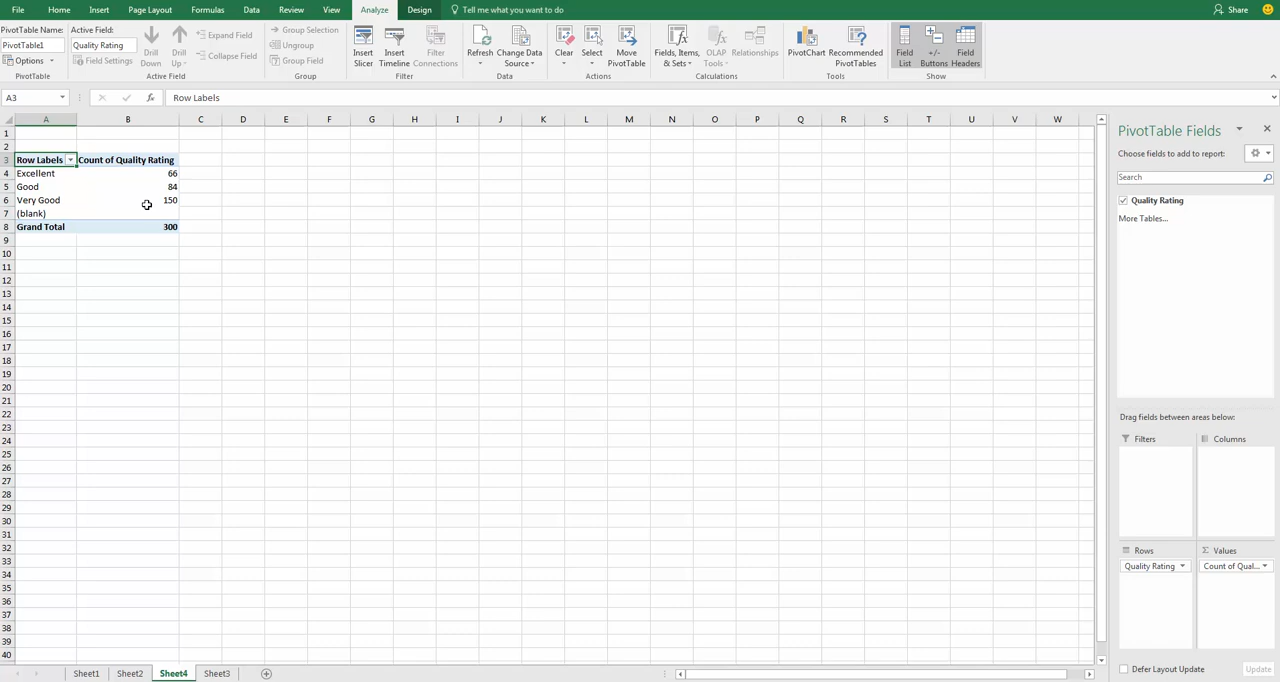 File Home Insert Page Layout Formulas Data Review View Analyze Design Tell me what you want to do Share
PivotTable Name: Active Field:
PivotTable1 Quality Rating
Options Field Settings
Drill Down
Drill Up
Expand Field
Collapse Field
Group Selection
Ungroup
Group Field
Insert Slicer
Insert Timeline
Filter Connections
Refresh
Change Data Source
Clear
Select
Move PivotTable
Fields, Items, & Sets
OLAP Tools
Relationships
PivotChart
Recommended PivotTables
Field List
+/- Buttons
Field Headers
PivotTable Active Field Group Filter Data Actions Calculations Tools Show
A3 fx Row Labels
A B C D E F G H I J K L M N O P Q R S T U V W
1
2
3 Row Labels Count of Quality Rating
4 Excellent 66
5 Good 84
6 Very Good 150
7 (blank)
8 Grand Total 300
9
10
11
12
13
14
15
16
17
18
19
20
21
22
23
24
25
26
27
28
29
30
31
32
33
34
35
36
37
38
39
40
Sheet1 Sheet2 Sheet4 Sheet3
PivotTable Fields
Choose fields to add to report:
Search
Quality Rating
More Tables...
Drag fields between areas below:
Filters Columns
Rows Σ Values
Quality Rating Count of Qual...
Defer Layout Update Update